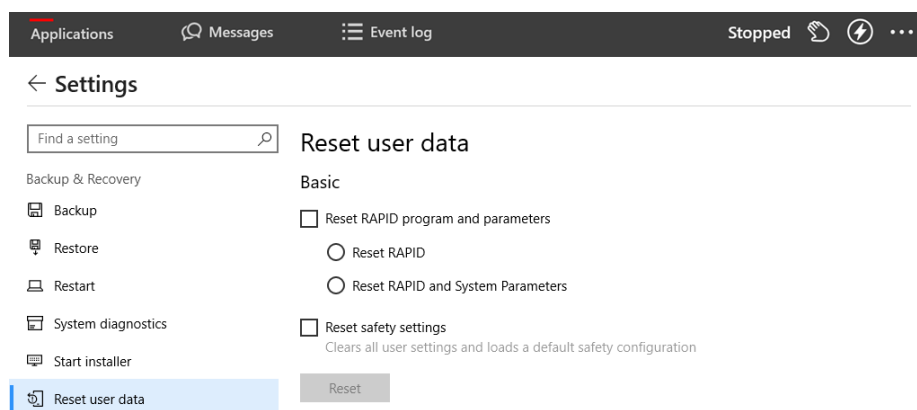 Applications
Messages
Event log
Stopped
Settings
Find a setting
Backup & Recovery
Backup
Restore
Restart
System diagnostics
Start installer
Reset user data
Reset user data
Basic
Reset RAPID program and parameters
Reset RAPID
Reset RAPID and System Parameters
Reset safety settings
Clears all user settings and loads a default safety configuration
Reset